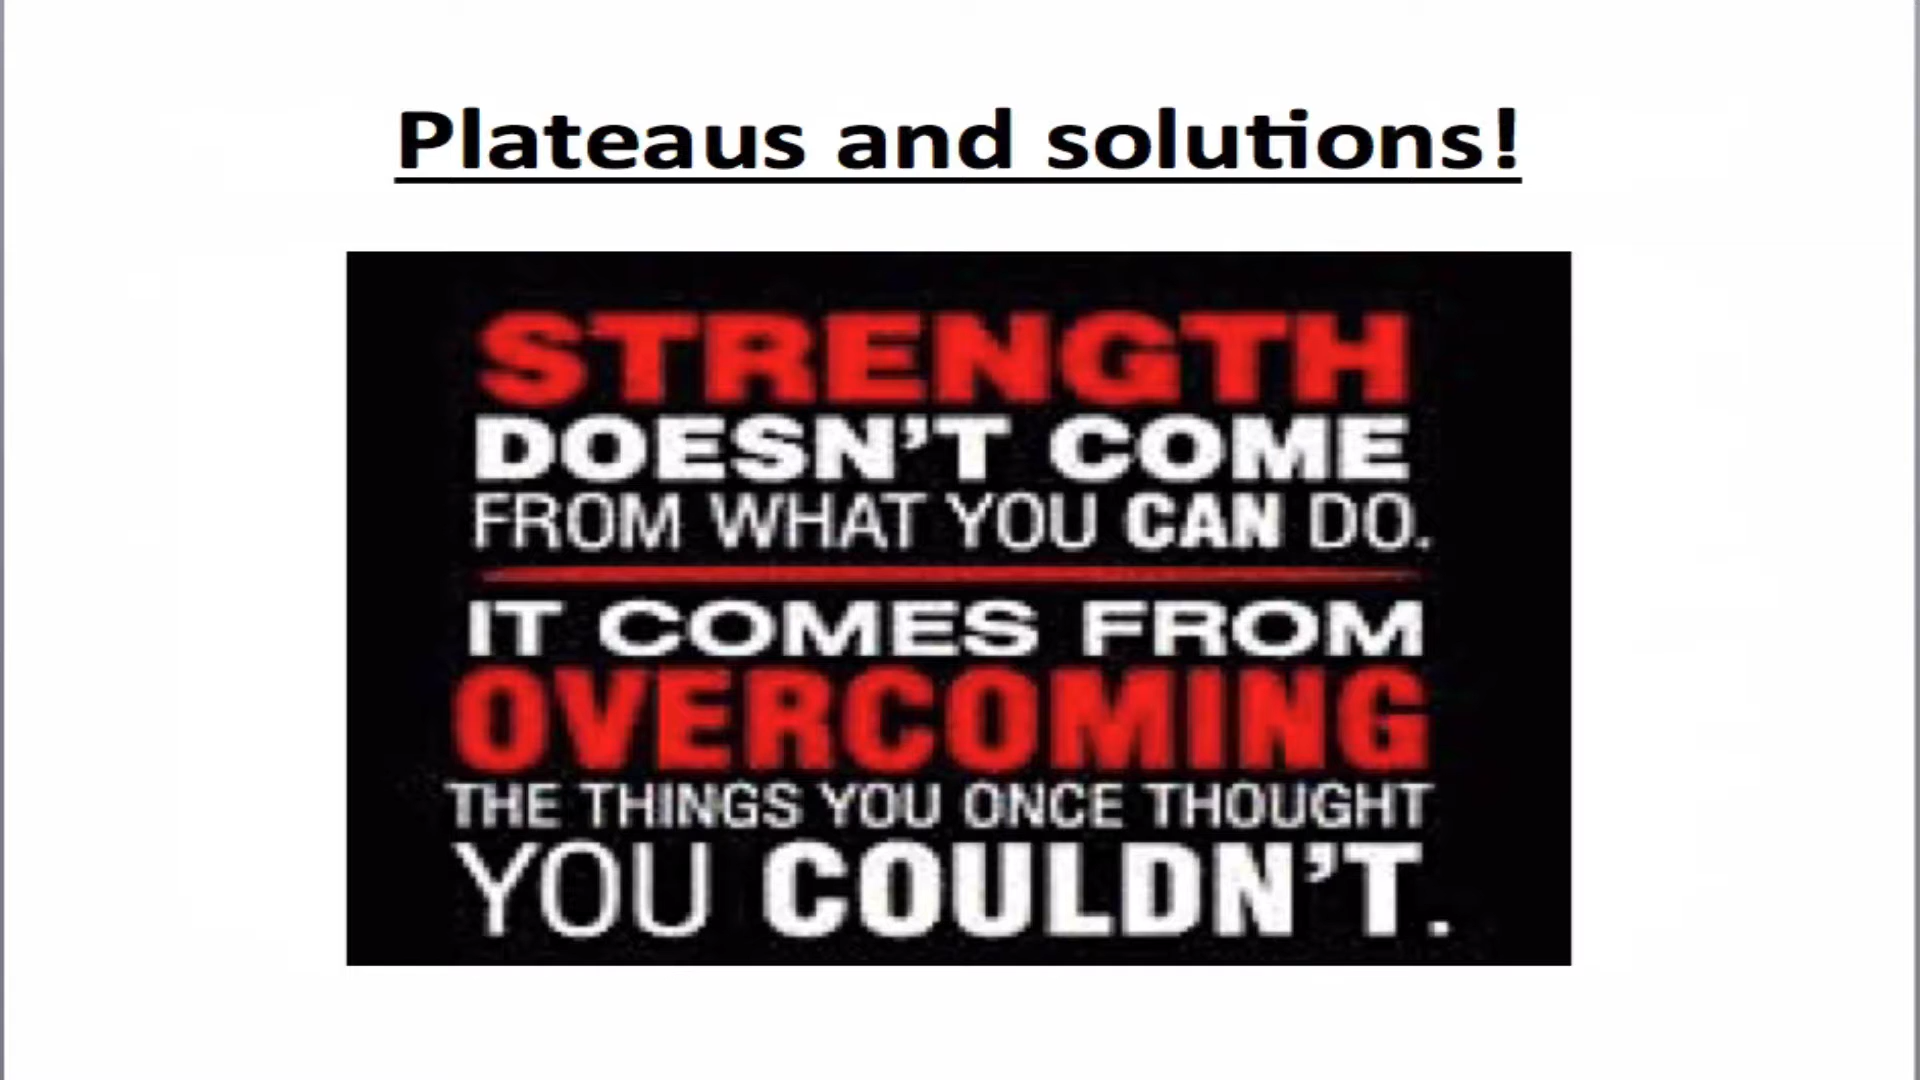 Plateaus and solutions!
STRENGTH
DOESN'T COME
FROM WHAT YOU CAN DO.
IT COMES FROM
OVERCOMING
THE THINGS YOU ONCE THOUGHT
YOU COULDN'T.